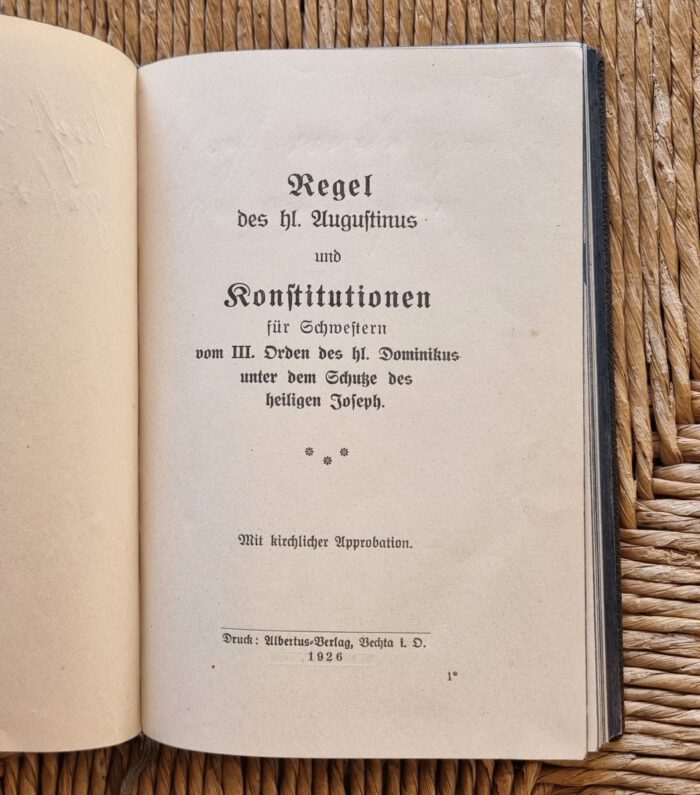 Regel
des hl. Augustinus
und
Konstitutionen
für Schwestern
vom III. Orden des hl. Dominikus
unter dem Schutze des
heiligen Joseph.
Mit kirchlicher Approbation.
Druck: Albertus-Verlag, Vechta i. O.
1926
1*